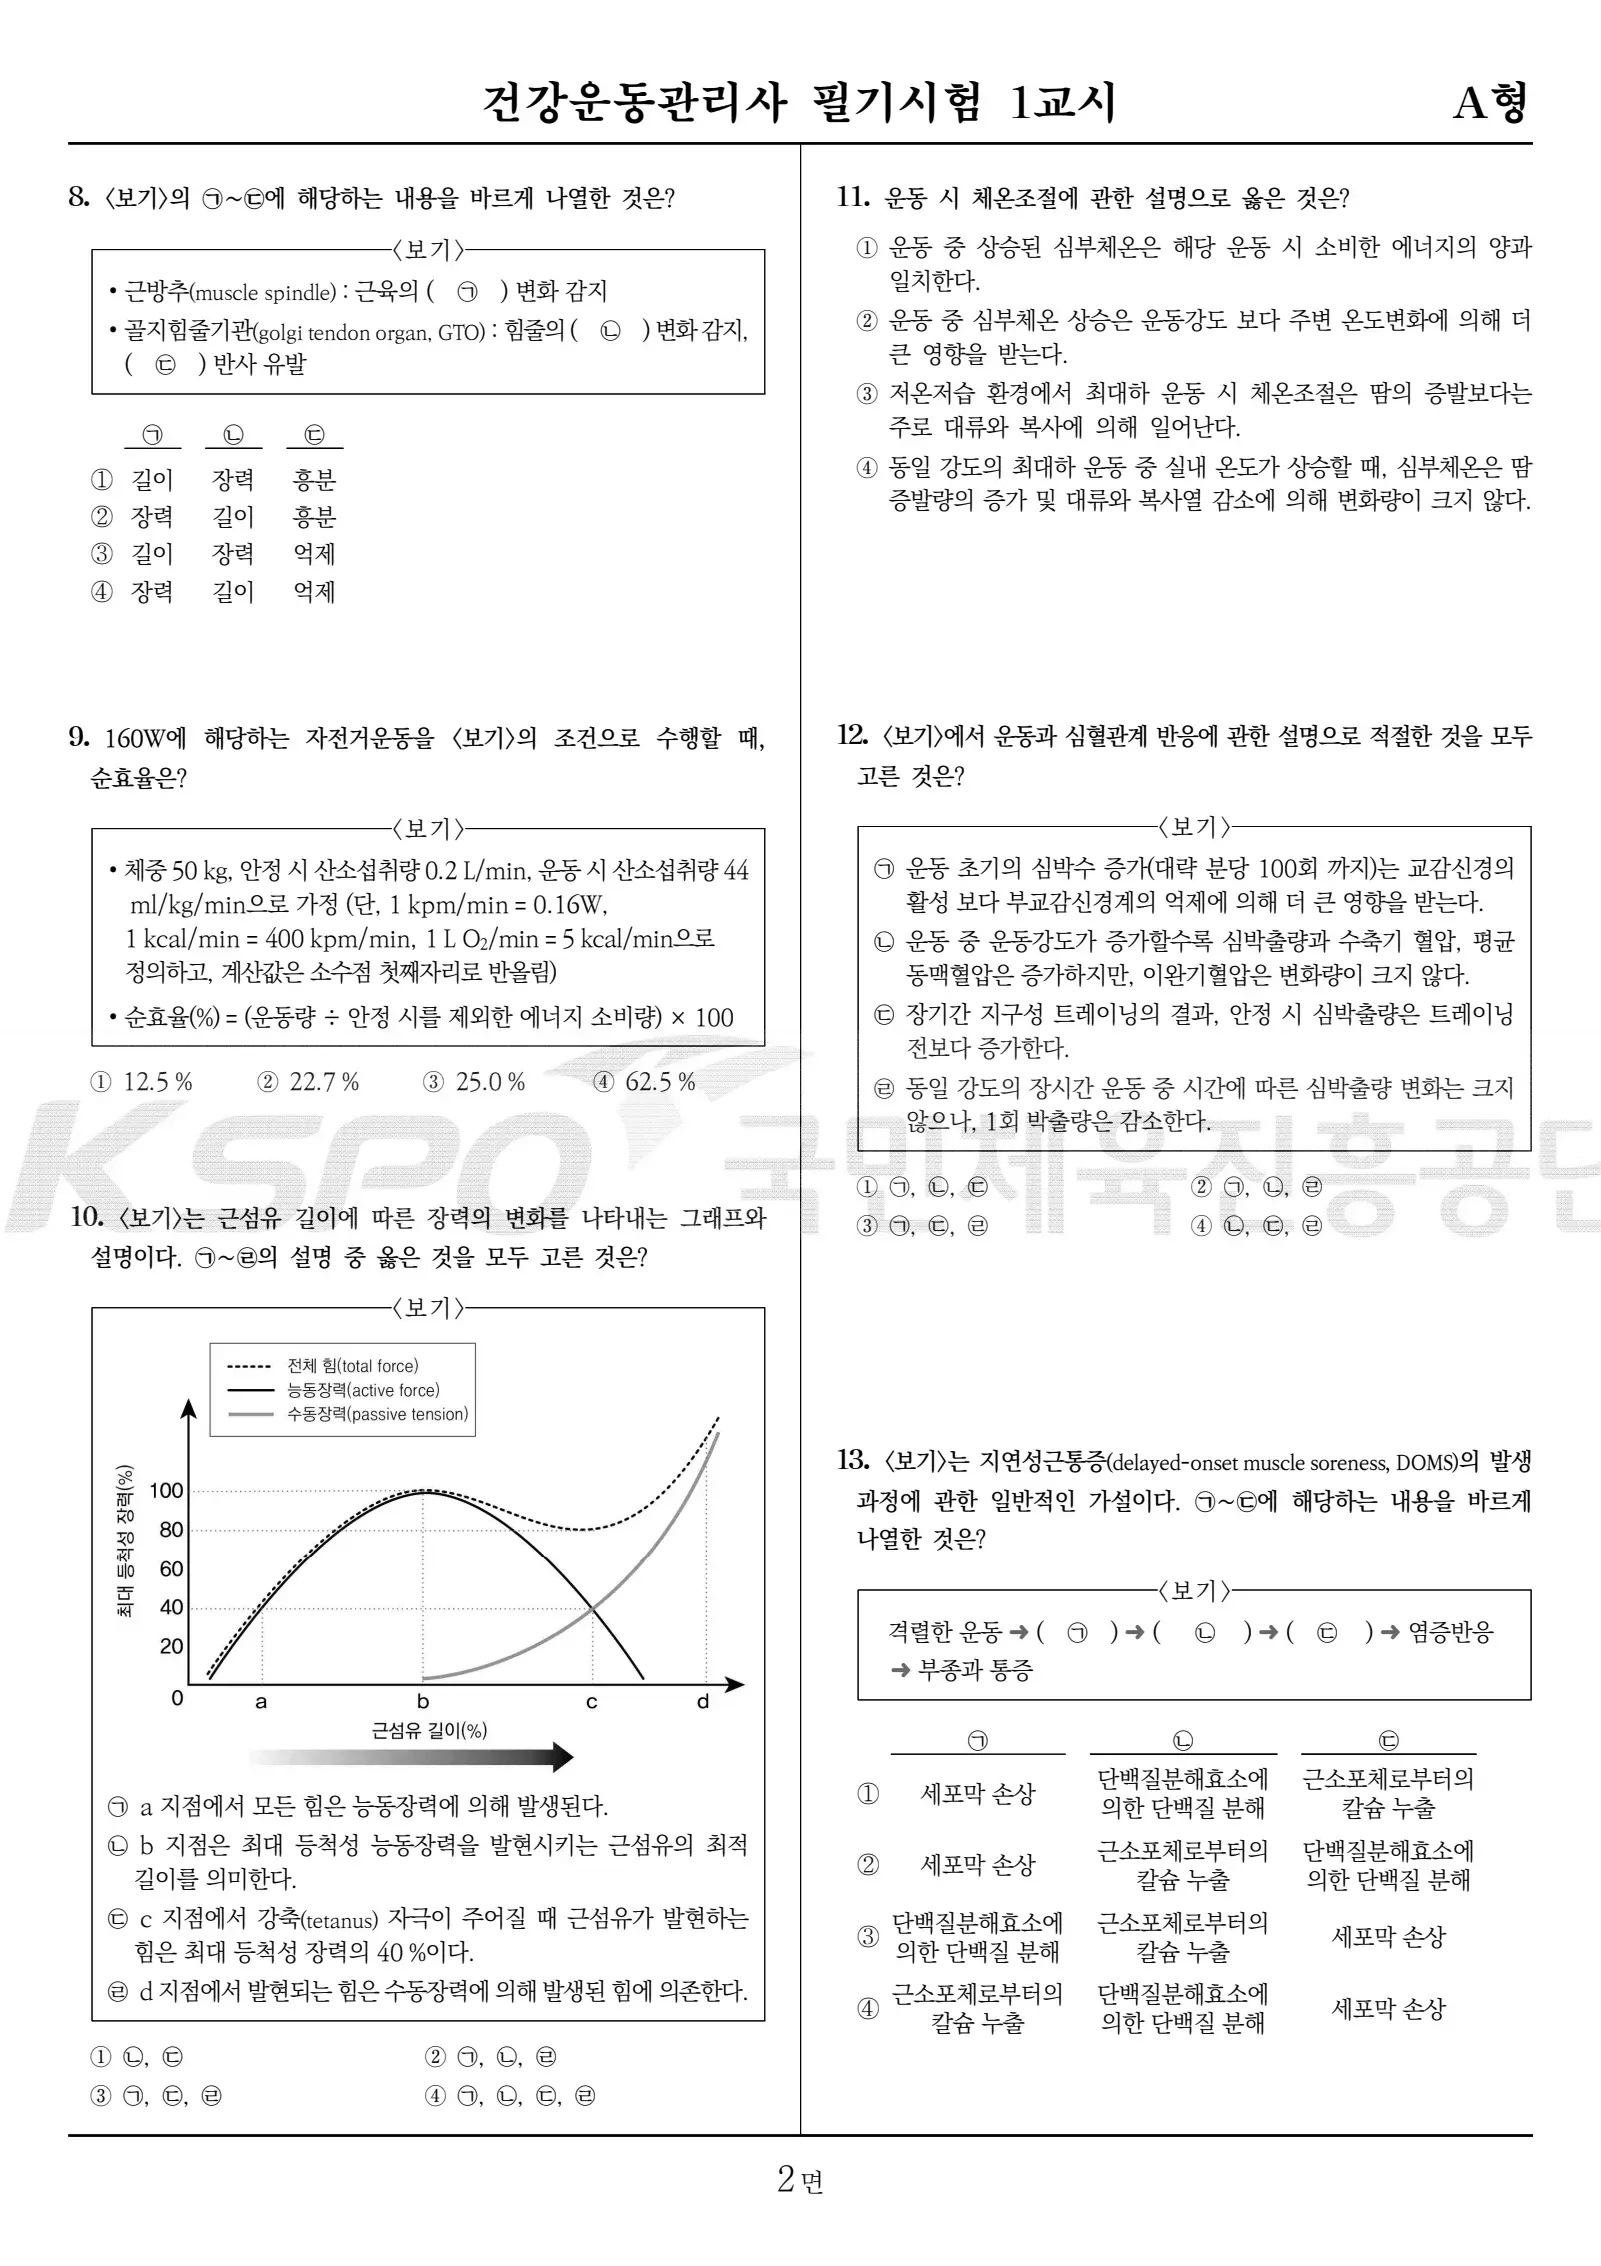 건강운동관리사 필기시험 1교시
A형
8. 〈보기〉의 ㉠~㉢에 해당하는 내용을 바르게 나열한 것은?
〈보기〉
• 근방추(muscle spindle) : 근육의 ( ㉠ ) 변화 감지
• 골지힘줄기관(golgi tendon organ, GTO) : 힘줄의 ( ㉡ ) 변화 감지,
( ㉢ ) 반사 유발
㉠ ㉡ ㉢
① 길이 장력 흥분
② 장력 길이 흥분
③ 길이 장력 억제
④ 장력 길이 억제
9. 160W에 해당하는 자전거운동을 〈보기〉의 조건으로 수행할 때,
순효율은?
〈보기〉
• 체중 50 kg, 안정 시 산소섭취량 0.2 L/min, 운동 시 산소섭취량 44
ml/kg/min으로 가정 (단, 1 kpm/min = 0.16W,
1 kcal/min = 400 kpm/min, 1 L O₂/min = 5 kcal/min으로
정의하고, 계산값은 소수점 첫째자리로 반올림)
• 순효율(%) = (운동량 ÷ 안정 시를 제외한 에너지 소비량) × 100
① 12.5 % ② 22.7 % ③ 25.0 % ④ 62.5 %
10. 〈보기〉는 근섬유 길이에 따른 장력의 변화를 나타내는 그래프와
설명이다. ㉠~㉣의 설명 중 옳은 것을 모두 고른 것은?
〈보기〉
전체 힘(total force)
능동장력(active force)
수동장력(passive tension)
최대 등척성 장력(%)
100
80
60
40
20
0 a b c d
근섬유 길이(%)
㉠ a 지점에서 모든 힘은 능동장력에 의해 발생된다.
㉡ b 지점은 최대 등척성 능동장력을 발현시키는 근섬유의 최적
길이를 의미한다.
㉢ c 지점에서 강축(tetanus) 자극이 주어질 때 근섬유가 발현하는
힘은 최대 등척성 장력의 40 %이다.
㉣ d 지점에서 발현되는 힘은 수동장력에 의해 발생된 힘에 의존한다.
① ㉡, ㉢ ② ㉠, ㉡, ㉣
③ ㉠, ㉢, ㉣ ④ ㉠, ㉡, ㉢, ㉣
11. 운동 시 체온조절에 관한 설명으로 옳은 것은?
① 운동 중 상승된 심부체온은 해당 운동 시 소비한 에너지의 양과
일치한다.
② 운동 중 심부체온 상승은 운동강도 보다 주변 온도변화에 의해 더
큰 영향을 받는다.
③ 저온저습 환경에서 최대하 운동 시 체온조절은 땀의 증발보다는
주로 대류와 복사에 의해 일어난다.
④ 동일 강도의 최대하 운동 중 실내 온도가 상승할 때, 심부체온은 땀
증발량의 증가 및 대류와 복사열 감소에 의해 변화량이 크지 않다.
12. 〈보기〉에서 운동과 심혈관계 반응에 관한 설명으로 적절한 것을 모두
고른 것은?
〈보기〉
㉠ 운동 초기의 심박수 증가(대략 분당 100회 까지)는 교감신경의
활성 보다 부교감신경계의 억제에 의해 더 큰 영향을 받는다.
㉡ 운동 중 운동강도가 증가할수록 심박출량과 수축기 혈압, 평균
동맥혈압은 증가하지만, 이완기혈압은 변화량이 크지 않다.
㉢ 장기간 지구성 트레이닝의 결과, 안정 시 심박출량은 트레이닝
전보다 증가한다.
㉣ 동일 강도의 장시간 운동 중 시간에 따른 심박출량 변화는 크지
않으나, 1회 박출량은 감소한다.
① ㉠, ㉡, ㉢ ② ㉠, ㉡, ㉣
③ ㉠, ㉢, ㉣ ④ ㉡, ㉢, ㉣
13. 〈보기〉는 지연성근통증(delayed-onset muscle soreness, DOMS)의 발생
과정에 관한 일반적인 가설이다. ㉠~㉢에 해당하는 내용을 바르게
나열한 것은?
〈보기〉
격렬한 운동 ➜ ( ㉠ ) ➜ ( ㉡ ) ➜ ( ㉢ ) ➜ 염증반응
➜ 부종과 통증
㉠ ㉡ ㉢
① 세포막 손상 단백질분해효소에 의한 단백질 분해 근소포체로부터의 칼슘 누출
② 세포막 손상 근소포체로부터의 칼슘 누출 단백질분해효소에 의한 단백질 분해
③ 단백질분해효소에 의한 단백질 분해 근소포체로부터의 칼슘 누출 세포막 손상
④ 근소포체로부터의 칼슘 누출 단백질분해효소에 의한 단백질 분해 세포막 손상
KSPO 국민체육진흥공단
2 면